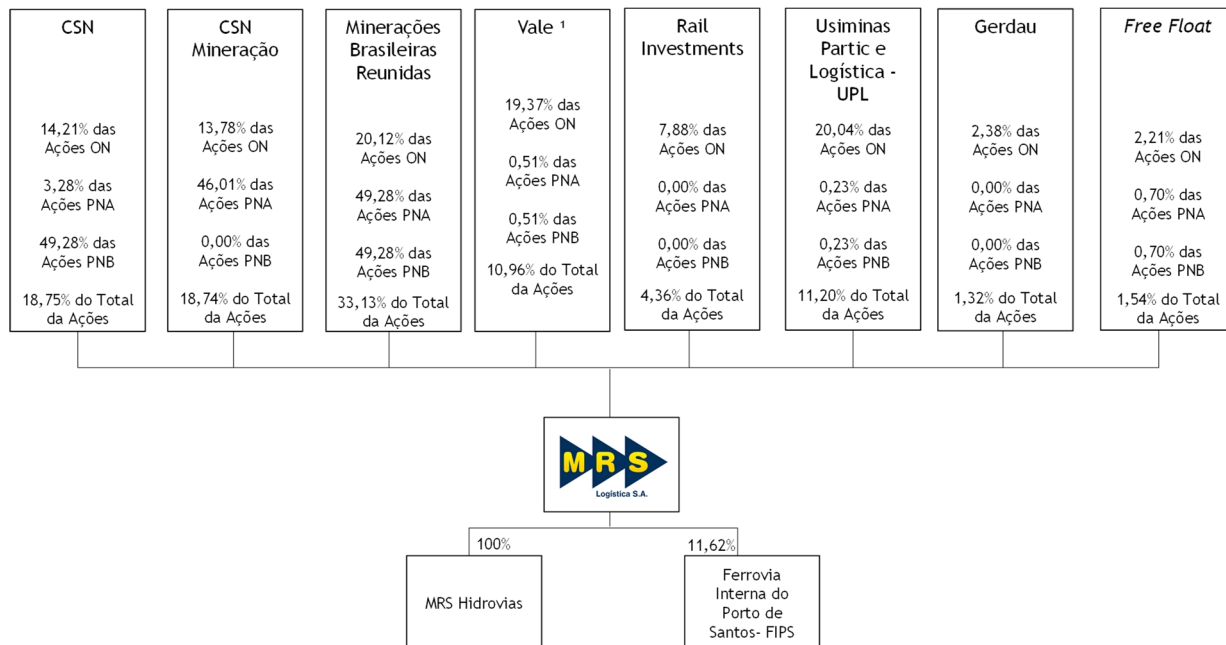 CSN
14,21% das
Ações ON
3,28% das
Ações PNA
49,28% das
Ações PNB
18,75% do Total
da Ações
CSN
Mineração
13,78% das
Ações ON
46,01% das
Ações PNA
0,00% das
Ações PNB
18,74% do Total
da Ações
Minerações
Brasileiras
Reunidas
20,12% das
Ações ON
49,28% das
Ações PNA
49,28% das
Ações PNB
33,13% do Total
da Ações
Vale ¹
19,37% das
Ações ON
0,51% das
Ações PNA
0,51% das
Ações PNB
10,96% do Total
da Ações
Rail
Investments
7,88% das
Ações ON
0,00% das
Ações PNA
0,00% das
Ações PNB
4,36% do Total
da Ações
Usiminas
Partic e
Logística -
UPL
20,04% das
Ações ON
0,23% das
Ações PNA
0,23% das
Ações PNB
11,20% do Total
da Ações
Gerdau
2,38% das
Ações ON
0,00% das
Ações PNA
0,00% das
Ações PNB
1,32% do Total
da Ações
Free Float
2,21% das
Ações ON
0,70% das
Ações PNA
0,70% das
Ações PNB
1,54% do Total
da Ações
MRS
Logística S.A.
100%
MRS Hidrovias
11,62%
Ferrovia
Interna do
Porto de
Santos- FIPS